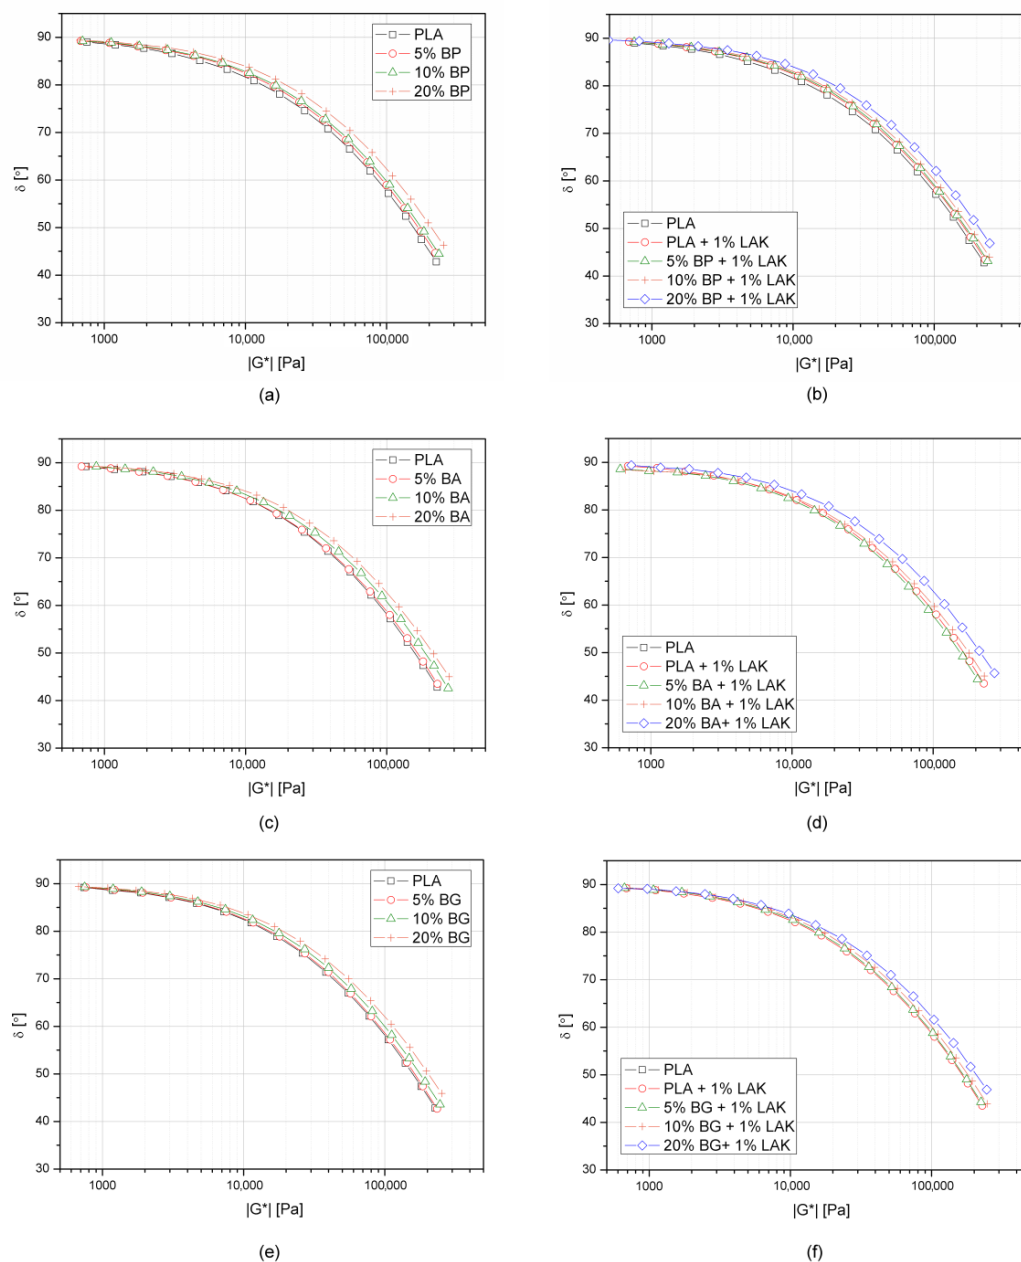 90
80
70
60
50
40
30
δ [°]
1000
10,000
100,000
|G*| [Pa]
PLA
5% BP
10% BP
20% BP
(a)
90
80
70
60
50
40
30
δ [°]
1000
10,000
100,000
|G*| [Pa]
PLA
PLA + 1% LAK
5% BP + 1% LAK
10% BP + 1% LAK
20% BP + 1% LAK
(b)
90
80
70
60
50
40
30
δ [°]
1000
10,000
100,000
|G*| [Pa]
PLA
5% BA
10% BA
20% BA
(c)
90
80
70
60
50
40
30
δ [°]
1000
10,000
100,000
|G*| [Pa]
PLA
PLA + 1% LAK
5% BA + 1% LAK
10% BA + 1% LAK
20% BA+ 1% LAK
(d)
90
80
70
60
50
40
30
δ [°]
1000
10,000
100,000
|G*| [Pa]
PLA
5% BG
10% BG
20% BG
(e)
90
80
70
60
50
40
30
δ [°]
1000
10,000
100,000
|G*| [Pa]
PLA
PLA + 1% LAK
5% BG + 1% LAK
10% BG + 1% LAK
20% BG+ 1% LAK
(f)